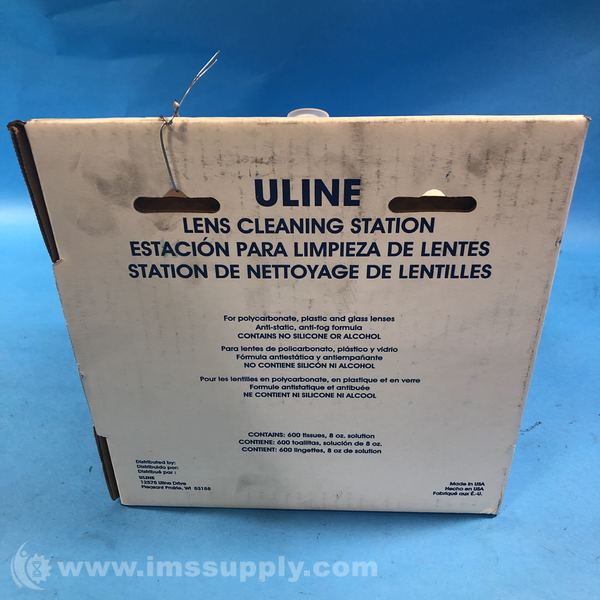 ULINE
LENS CLEANING STATION
ESTACIÓN PARA LIMPIEZA DE LENTES
STATION DE NETTOYAGE DE LENTILLES
For polycarbonate, plastic and glass lenses
Anti-static, anti-fog formula
CONTAINS NO SILICONE OR ALCOHOL
Para lentes de policarbonato, plástico y vidrio
Fórmula antiestática y antiempañante
NO CONTIENE SILICÓN NI ALCOHOL
Pour les lentilles en polycarbonate, en plastique et en verre
Formule antistatique et antibuée
NE CONTIENT NI SILICONE NI ALCOOL
CONTAINS: 600 tissues, 8 oz. solution
CONTIENE: 600 toallitas, solución de 8 oz.
CONTIENT: 600 lingettes, 8 oz de solution
Distributed by:
Distribuido por:
Distribué par :
ULINE
12575 Uline Drive
Pleasant Prairie, WI 53158
Made in USA
Hecho en USA
Fabriqué aux É.-U.
www.imssupply.com